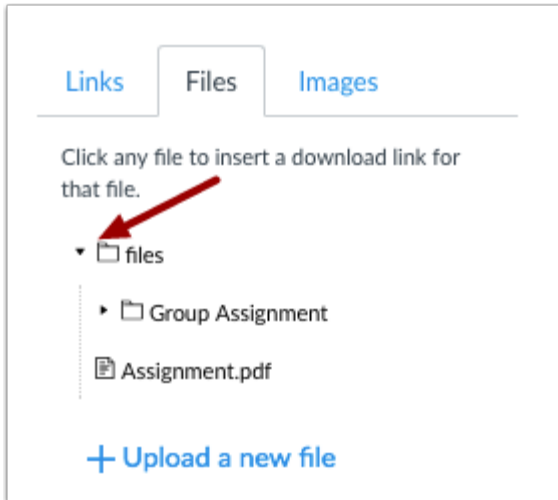 Links Files Images
Click any file to insert a download link for
that file.
files
Group Assignment
Assignment.pdf
+ Upload a new file